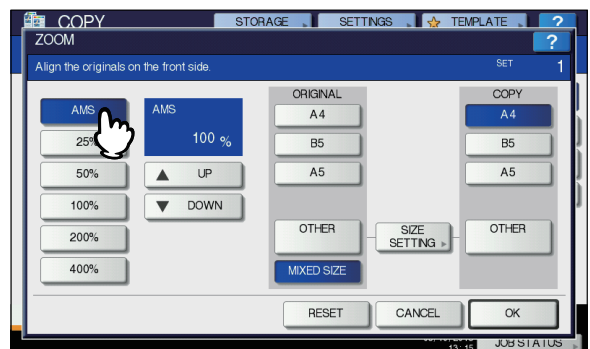 COPY STORAGE SETTINGS TEMPLATE ?
ZOOM ?
Align the originals on the front side. SET 1
ORIGINAL COPY
AMS AMS A4 A4
25% 100 % B5 B5
50% UP A5 A5
100% DOWN
200% OTHER SIZE SETTING OTHER
400% MIXED SIZE
RESET CANCEL OK
13:15 JOB STATUS